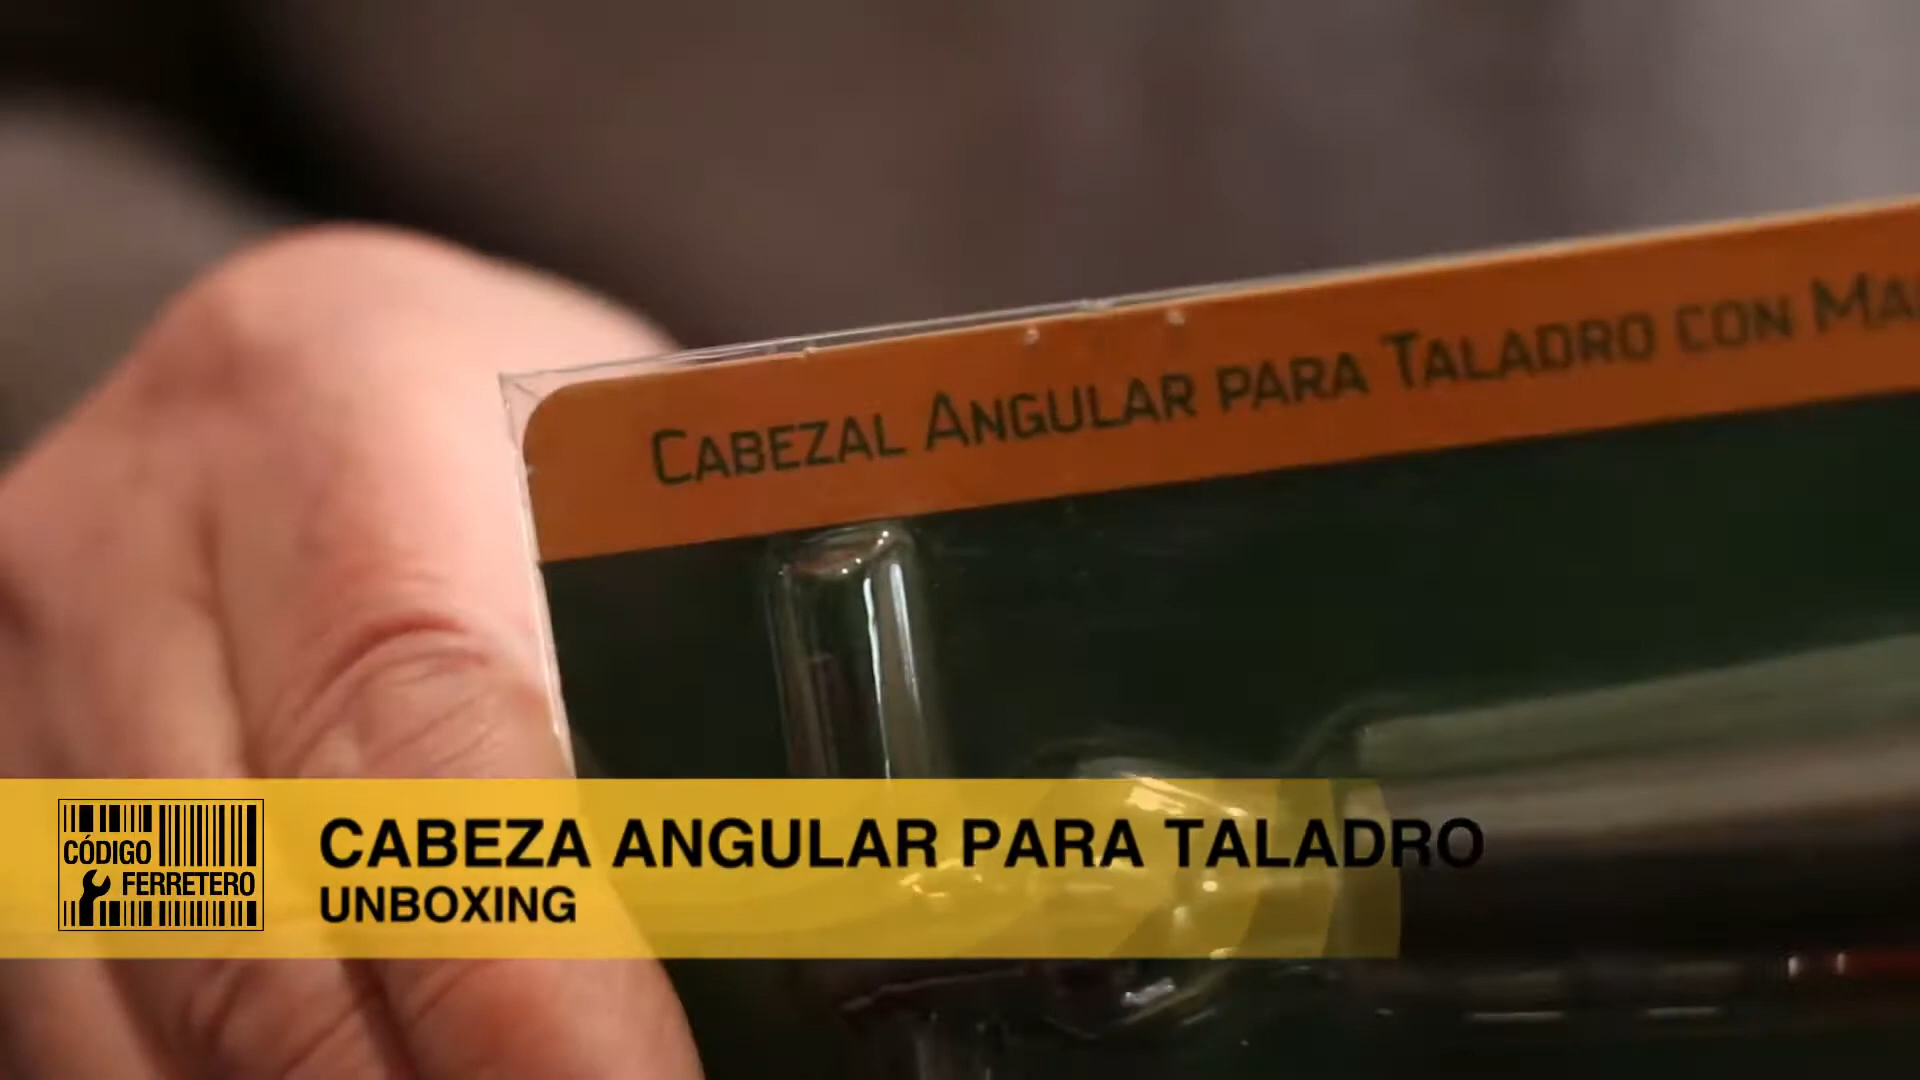 Cabezal Angular para Taladro con
CABEZA ANGULAR PARA TALADRO
UNBOXING
CÓDIGO
FERRETERO